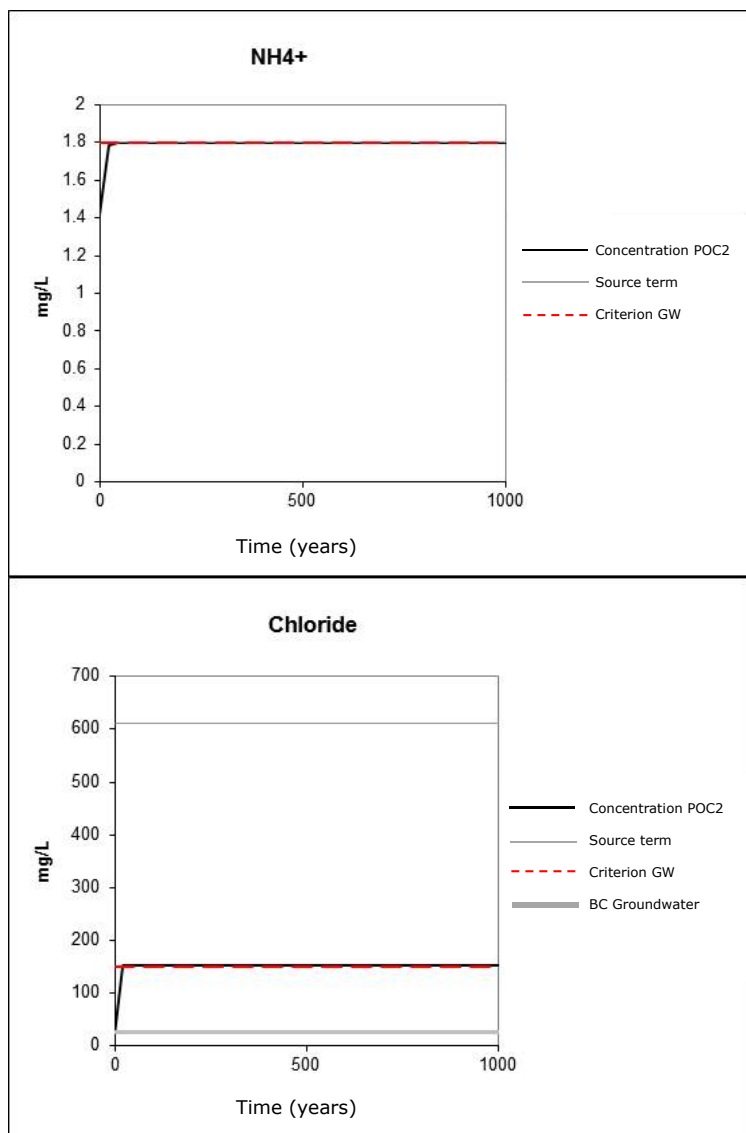 NH4+
2
1.8
1.6
1.4
1.2
1
0.8
0.6
0.4
0.2
0
mg/L
0
500
1000
Time (years)
Concentration POC2
Source term
Criterion GW
Chloride
700
600
500
400
300
200
100
0
mg/L
0
500
1000
Time (years)
Concentration POC2
Source term
Criterion GW
BC Groundwater